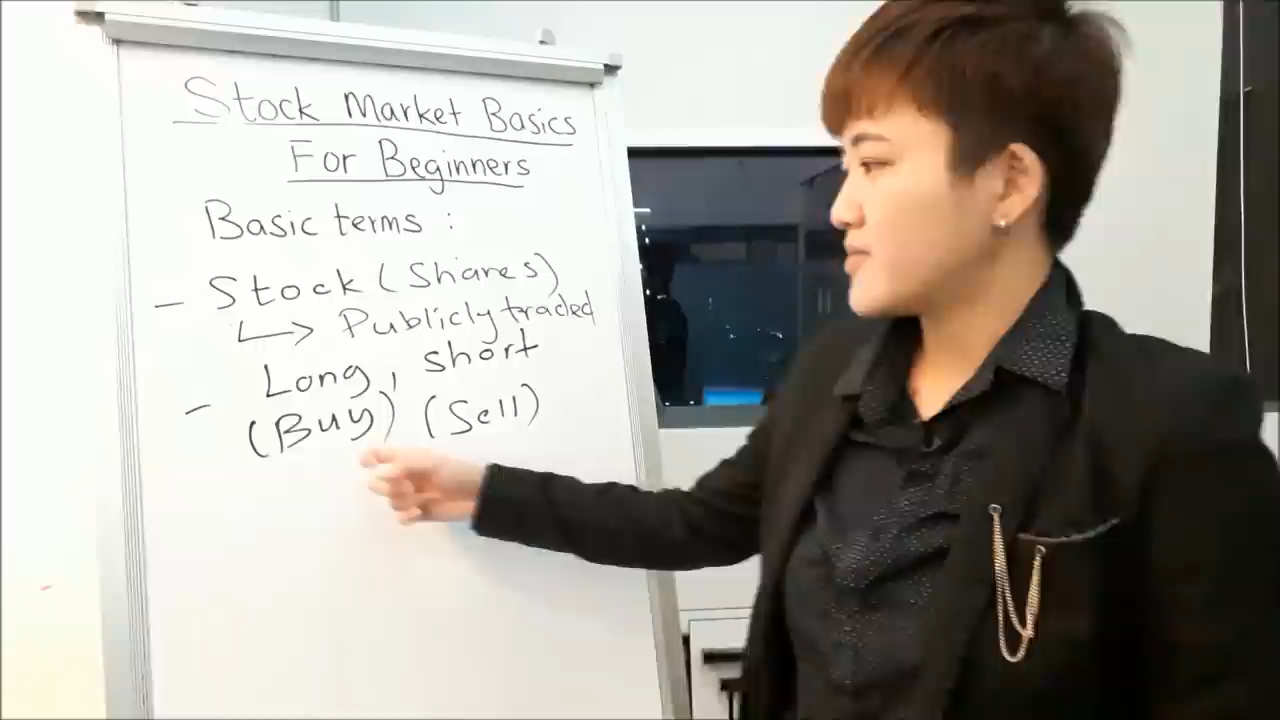 Stock Market Basics
For Beginners
Basic terms :
- Stock (Shares)
↳ Publicly traded
- Long, short
(Buy) (Sell)